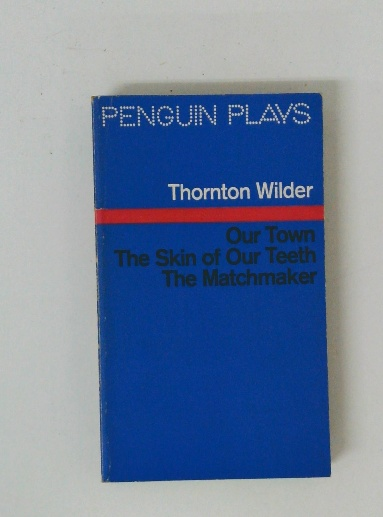 PENGUIN PLAYS
Thornton Wilder
Our Town
The Skin of Our Teeth
The Matchmaker